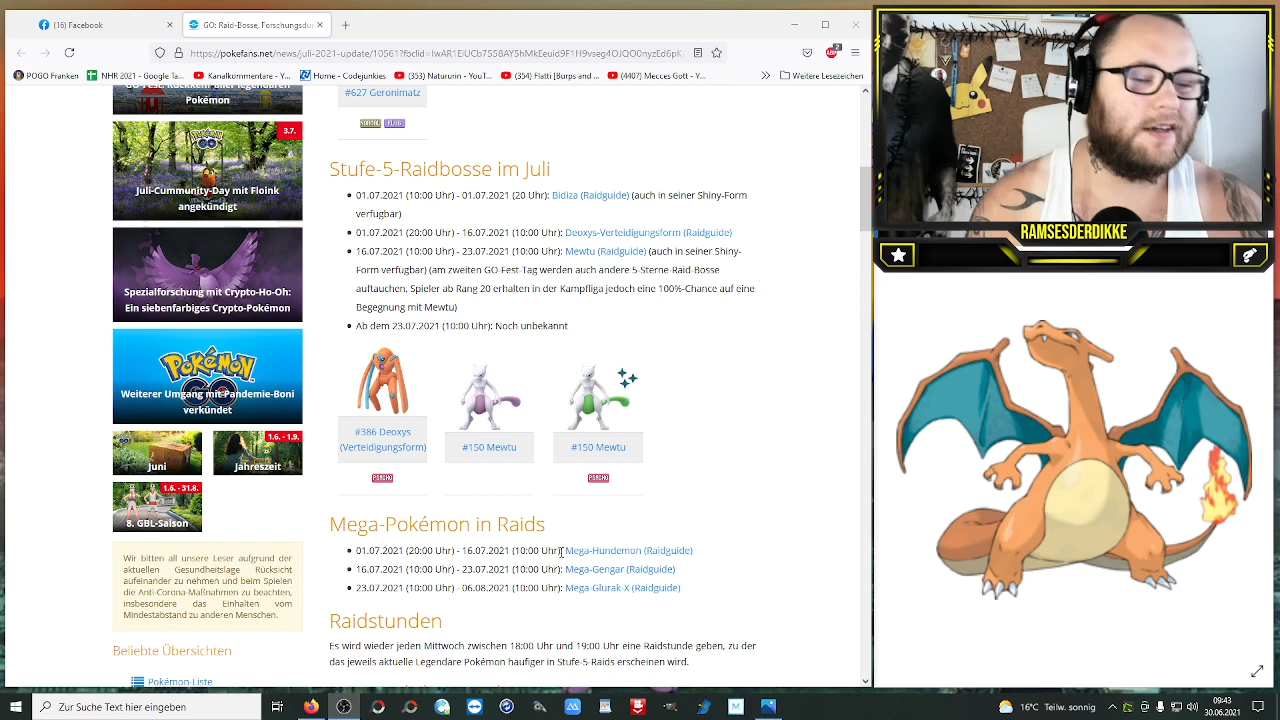 (16) Facebook
GO: Raid-Bosse, Forschungsdu
https://pokefans.net/news/juli-2021-updates
POGO Franken
NHR 2021 - Google Ta...
Kanalkommentare - Y...
Home - Codejunkies
(353) Naturunin - YouT...
(354) Flatti [Burps and ...
(4407) Mecces Gott - Y...
Weitere Lesezeichen
Pokémon
3.7.
Juli-Cummunity-Day mit Floink
angekündigt
Spezialforschung mit Crypto-Ho-Oh:
Ein siebenfarbiges Crypto-Pokémon
Pokémon
GO
Weiterer Umgang mit Pandemie-Boni
verkündet
Juni
1.6. - 1.9.
Jahreszeit
1.6. - 31.8.
8. GBL-Saison
Wir bitten all unsere Leser aufgrund der
aktuellen Gesundheitslage Rücksicht
aufeinander zu nehmen und beim Spielen
die Anti-Corona-Maßnahmen zu beachten,
insbesondere das Einhalten vom
Mindestabstand zu anderen Menschen.
Beliebte Übersichten
Pokémon-Liste
#627 Geronimatz
NORMAL FLUG
Stufe-5-Raidbosse im Juli
01.07.2021 (10:00 Uhr) - 01.07.2021 (20 Uhr): Bidiza (Raidguide) (auch in seiner Shiny-Form
verfügbar)
01.07.2021 (20:00 Uhr) - 16.07.2021 (10:00 Uhr): Deoxys-Verteidigungsform (Raidguide)
16.07.2021 (10:00 Uhr) - 23.07.2021 (10:00 Uhr): Mewtu (Raidguide) (auch in seiner Shiny-
Form verfügbar) (am zweiten GO-Fest-Tag werden auch andere 5-Sterne-Raid-Bosse
auftauchen, Spieler ab Rang 20 erhalten in der Kampfliga jedoch eine 100%-Chance auf eine
Begegnung mit Mewtu)
Ab dem 23.07.2021 (10:00 Uhr): Noch unbekannt
#386 Deoxys
(Verteidigungsform)
#150 Mewtu
#150 Mewtu
PSYCHO
PSYCHO
Mega-Pokémon in Raids
01.07.2021 (20:00 Uhr) - 16.07.2021 (10:00 Uhr): Mega-Hundemon (Raidguide)
16.07.2021 (10:00 Uhr) - 23.07.2021 (10:00 Uhr): Mega-Gengar (Raidguide)
23.07.2021 (10:00 Uhr) - 06.08.2021 (10:00 Uhr): Mega-Glurak-X (Raidguide)
Raidstunden
Es wird wieder jeden Mittwoch zwischen 18:00 Uhr und 19:00 Uhr eine Raidstunde geben, zu der
das jeweils aktuelle Legendäre Pokémon häufiger in Stufe-5-Raids erscheinen wird.
RAMSESDERDIKKE
Zur Suche Text hier eingeben
16°C Teilw. sonnig
09:43
30.06.2021